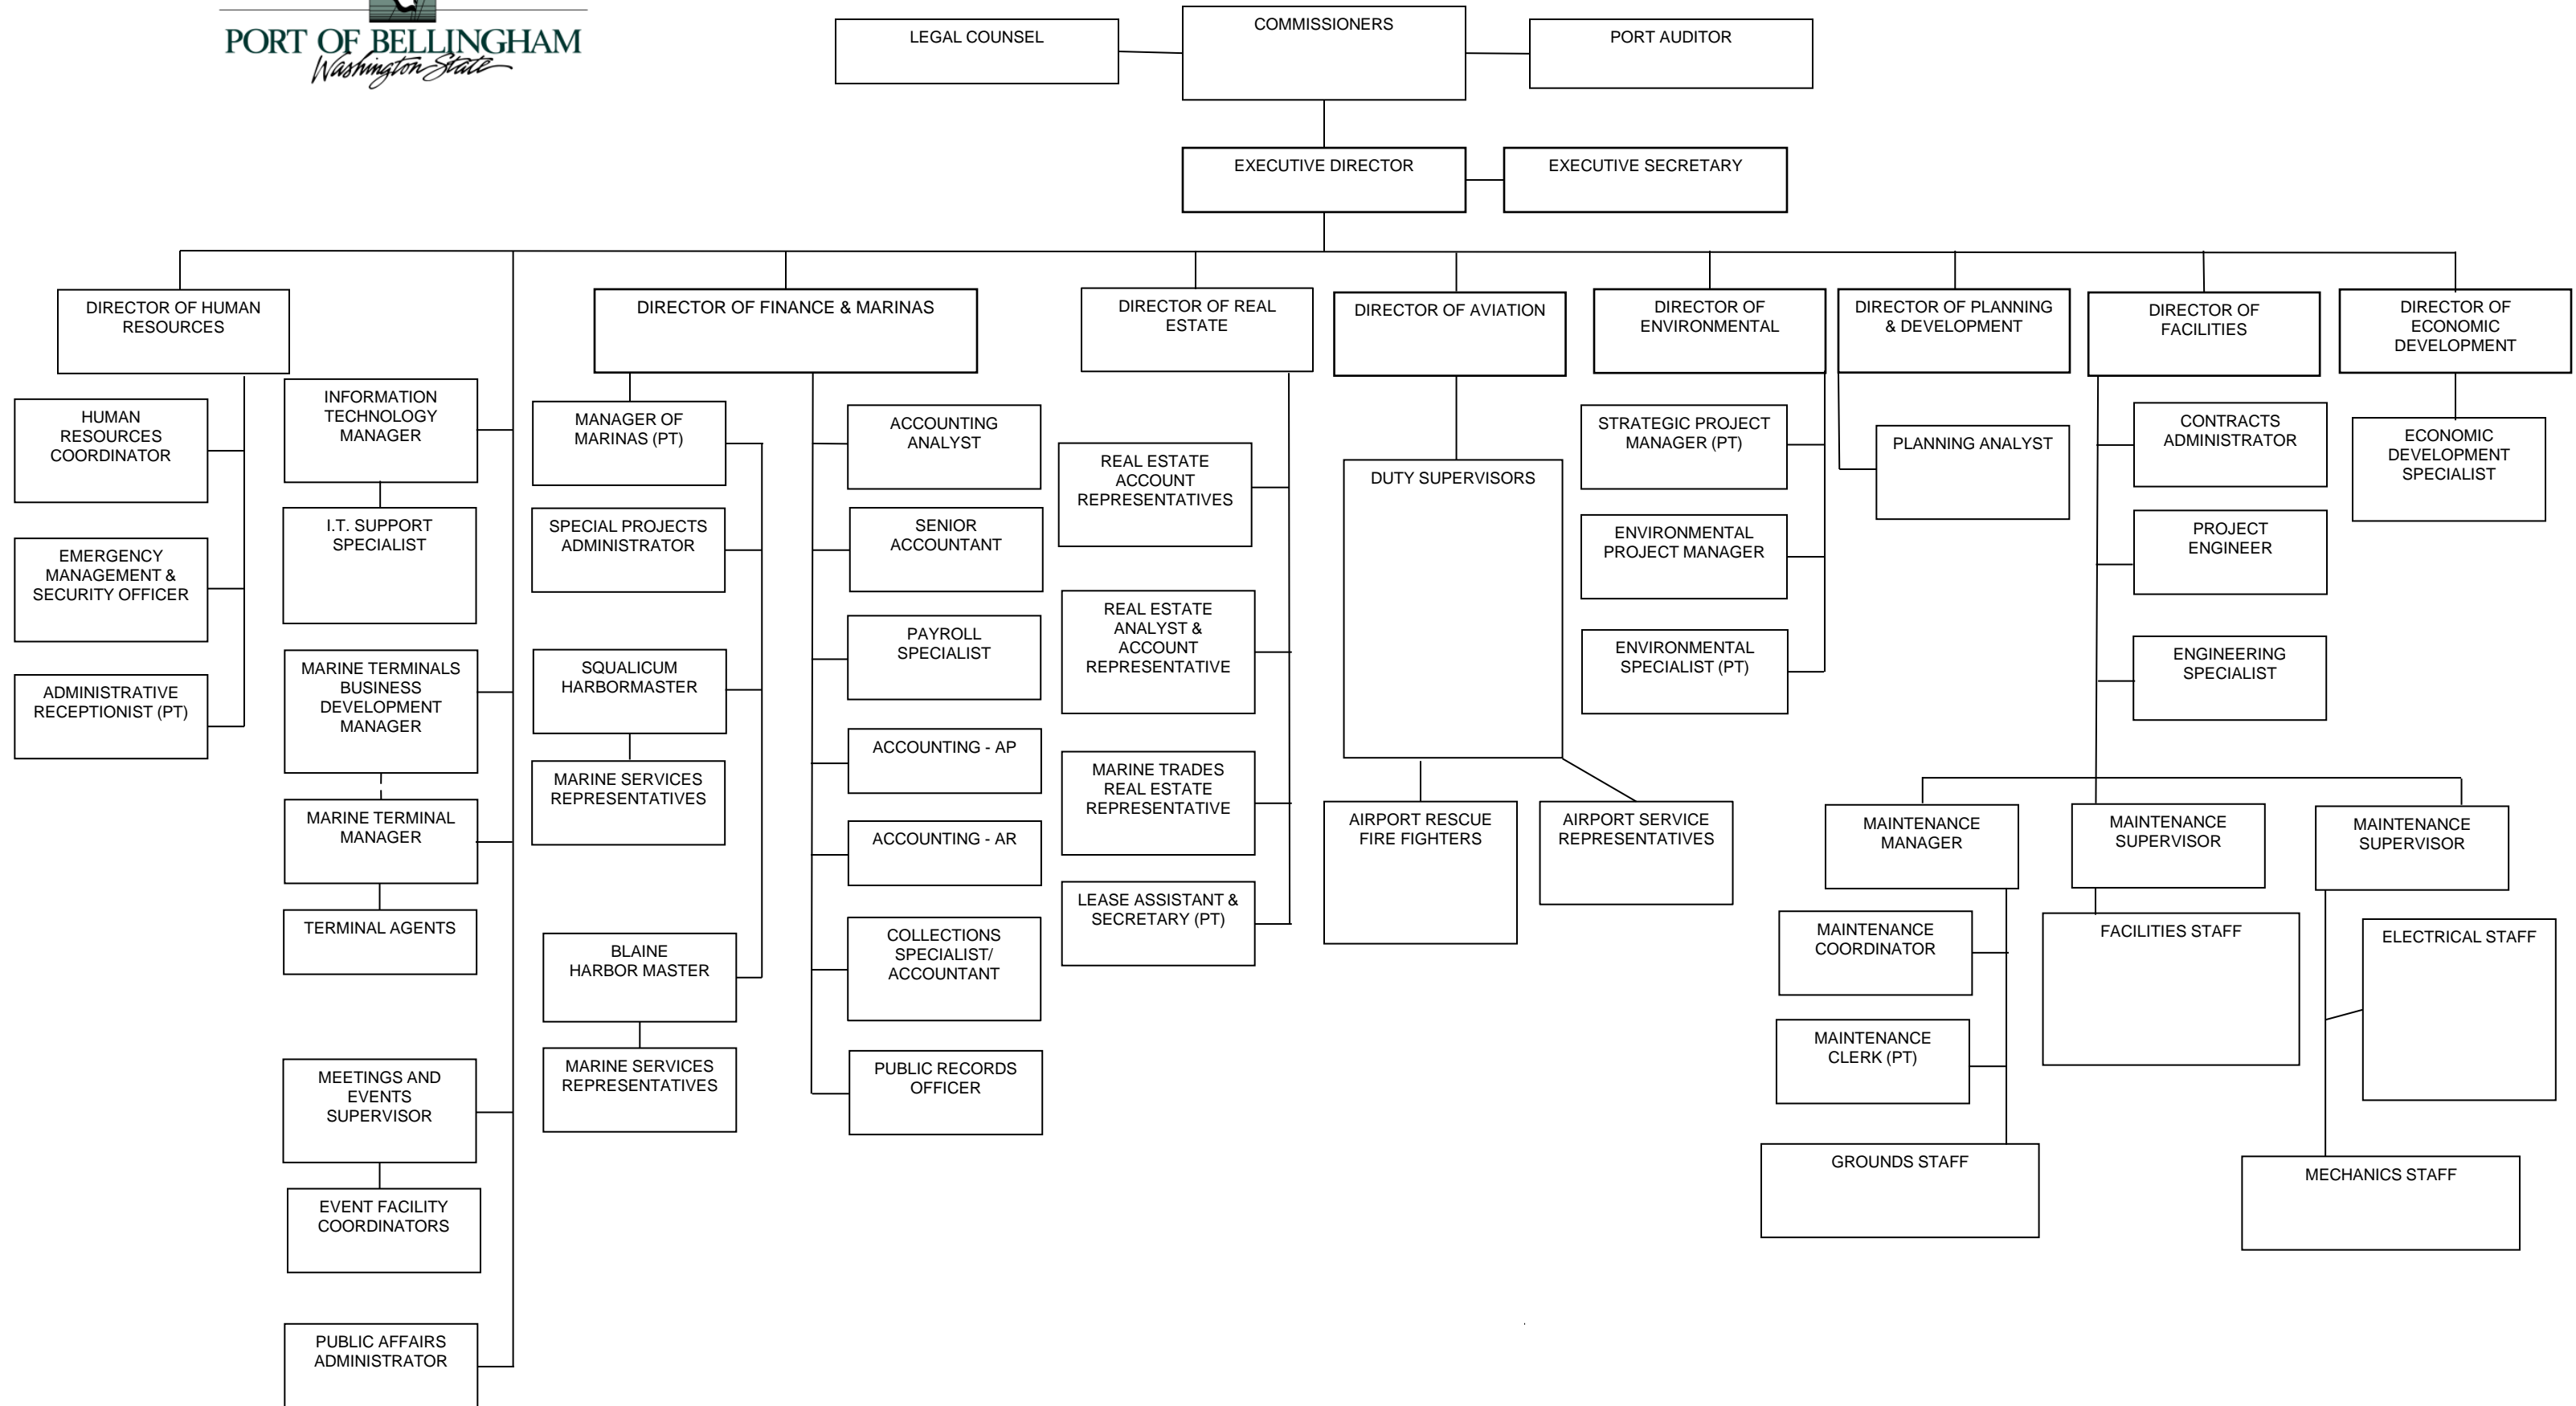 PORT OF BELLINGHAM
Washington State
LEGAL COUNSEL
COMMISSIONERS
PORT AUDITOR
EXECUTIVE DIRECTOR
EXECUTIVE SECRETARY
DIRECTOR OF HUMAN
RESOURCES
DIRECTOR OF FINANCE & MARINAS
DIRECTOR OF REAL
ESTATE
DIRECTOR OF AVIATION
DIRECTOR OF
ENVIRONMENTAL
DIRECTOR OF PLANNING
& DEVELOPMENT
DIRECTOR OF
FACILITIES
DIRECTOR OF
ECONOMIC
DEVELOPMENT
HUMAN
RESOURCES
COORDINATOR
EMERGENCY
MANAGEMENT &
SECURITY OFFICER
ADMINISTRATIVE
RECEPTIONIST (PT)
INFORMATION
TECHNOLOGY
MANAGER
I.T. SUPPORT
SPECIALIST
MARINE TERMINALS
BUSINESS
DEVELOPMENT
MANAGER
MARINE TERMINAL
MANAGER
TERMINAL AGENTS
MEETINGS AND
EVENTS
SUPERVISOR
EVENT FACILITY
COORDINATORS
PUBLIC AFFAIRS
ADMINISTRATOR
MANAGER OF
MARINAS (PT)
SPECIAL PROJECTS
ADMINISTRATOR
SQUALICUM
HARBORMASTER
MARINE SERVICES
REPRESENTATIVES
BLAINE
HARBOR MASTER
MARINE SERVICES
REPRESENTATIVES
ACCOUNTING
ANALYST
SENIOR
ACCOUNTANT
PAYROLL
SPECIALIST
ACCOUNTING - AP
ACCOUNTING - AR
COLLECTIONS
SPECIALIST/
ACCOUNTANT
PUBLIC RECORDS
OFFICER
REAL ESTATE
ACCOUNT
REPRESENTATIVES
REAL ESTATE
ANALYST &
ACCOUNT
REPRESENTATIVE
MARINE TRADES
REAL ESTATE
REPRESENTATIVE
LEASE ASSISTANT &
SECRETARY (PT)
DUTY SUPERVISORS
AIRPORT RESCUE
FIRE FIGHTERS
AIRPORT SERVICE
REPRESENTATIVES
STRATEGIC PROJECT
MANAGER (PT)
ENVIRONMENTAL
PROJECT MANAGER
ENVIRONMENTAL
SPECIALIST (PT)
PLANNING ANALYST
CONTRACTS
ADMINISTRATOR
PROJECT
ENGINEER
ENGINEERING
SPECIALIST
ECONOMIC
DEVELOPMENT
SPECIALIST
MAINTENANCE
MANAGER
MAINTENANCE
SUPERVISOR
MAINTENANCE
SUPERVISOR
MAINTENANCE
COORDINATOR
MAINTENANCE
CLERK (PT)
GROUNDS STAFF
FACILITIES STAFF
ELECTRICAL STAFF
MECHANICS STAFF